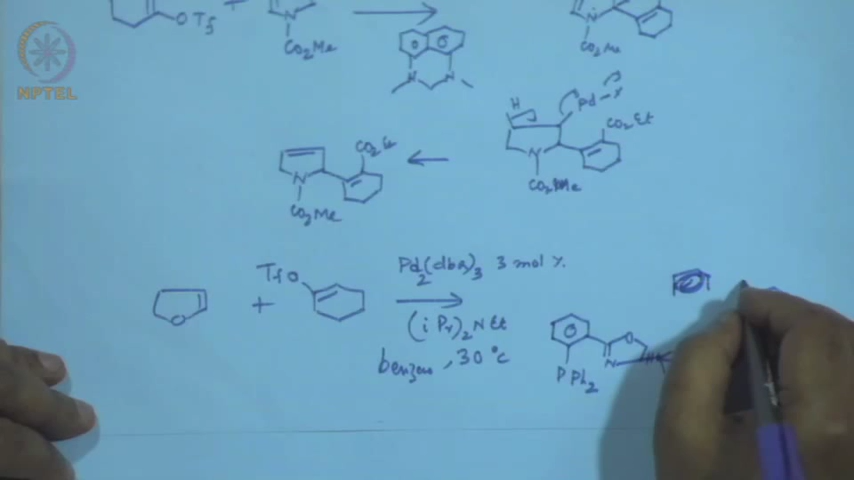 OTf +
N
CO2Me
N
CO2Me
N N
NPTEL
H
Pd-X
CO2Et
N
CO2Me
CO2Et
N
CO2Me
TfO
Pd2(dba)3 3 mol %
O
+
(iPr)2NEt
benzene, 30°C
O
N
PPh2